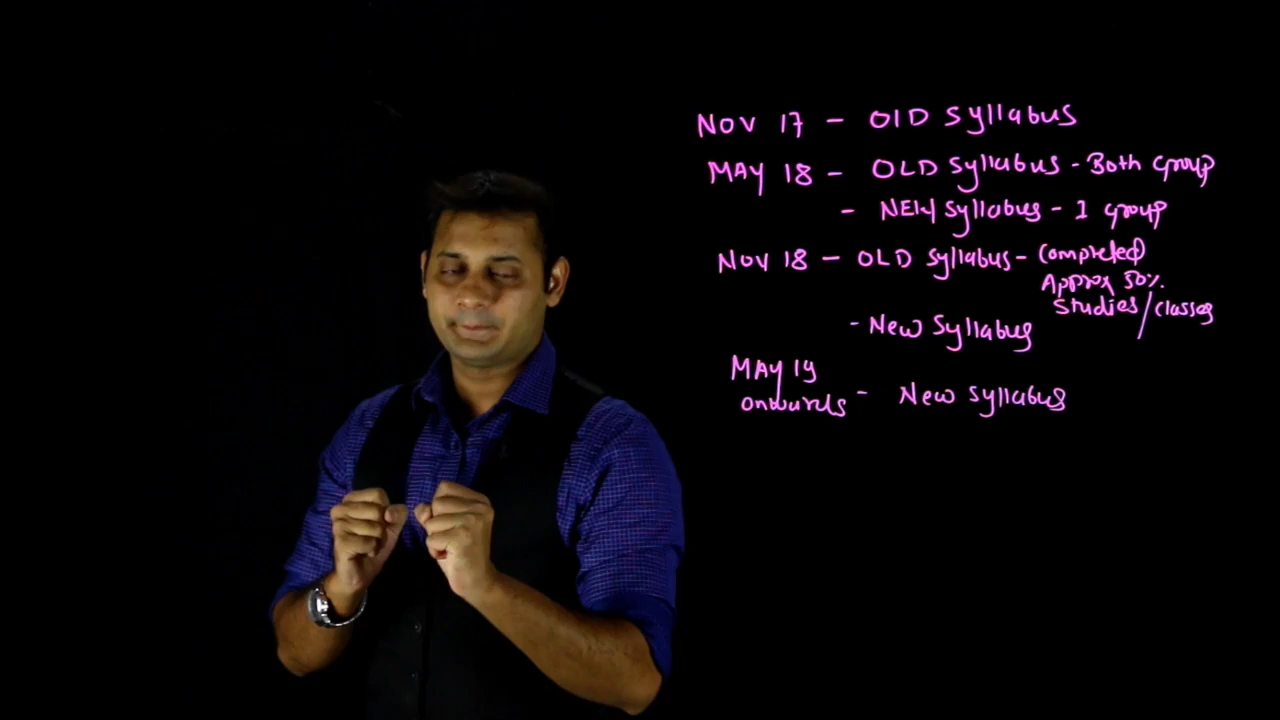 NOV 17 - OlD Syllabus
MAY 18 - OLD Syllabus - Both group
- NEW Syllabus - I group
NOV 18 - OLD Syllabus - Completed
Approx 50%
Studies/classes
- New Syllabus
MAY 19
onwards - New Syllabus